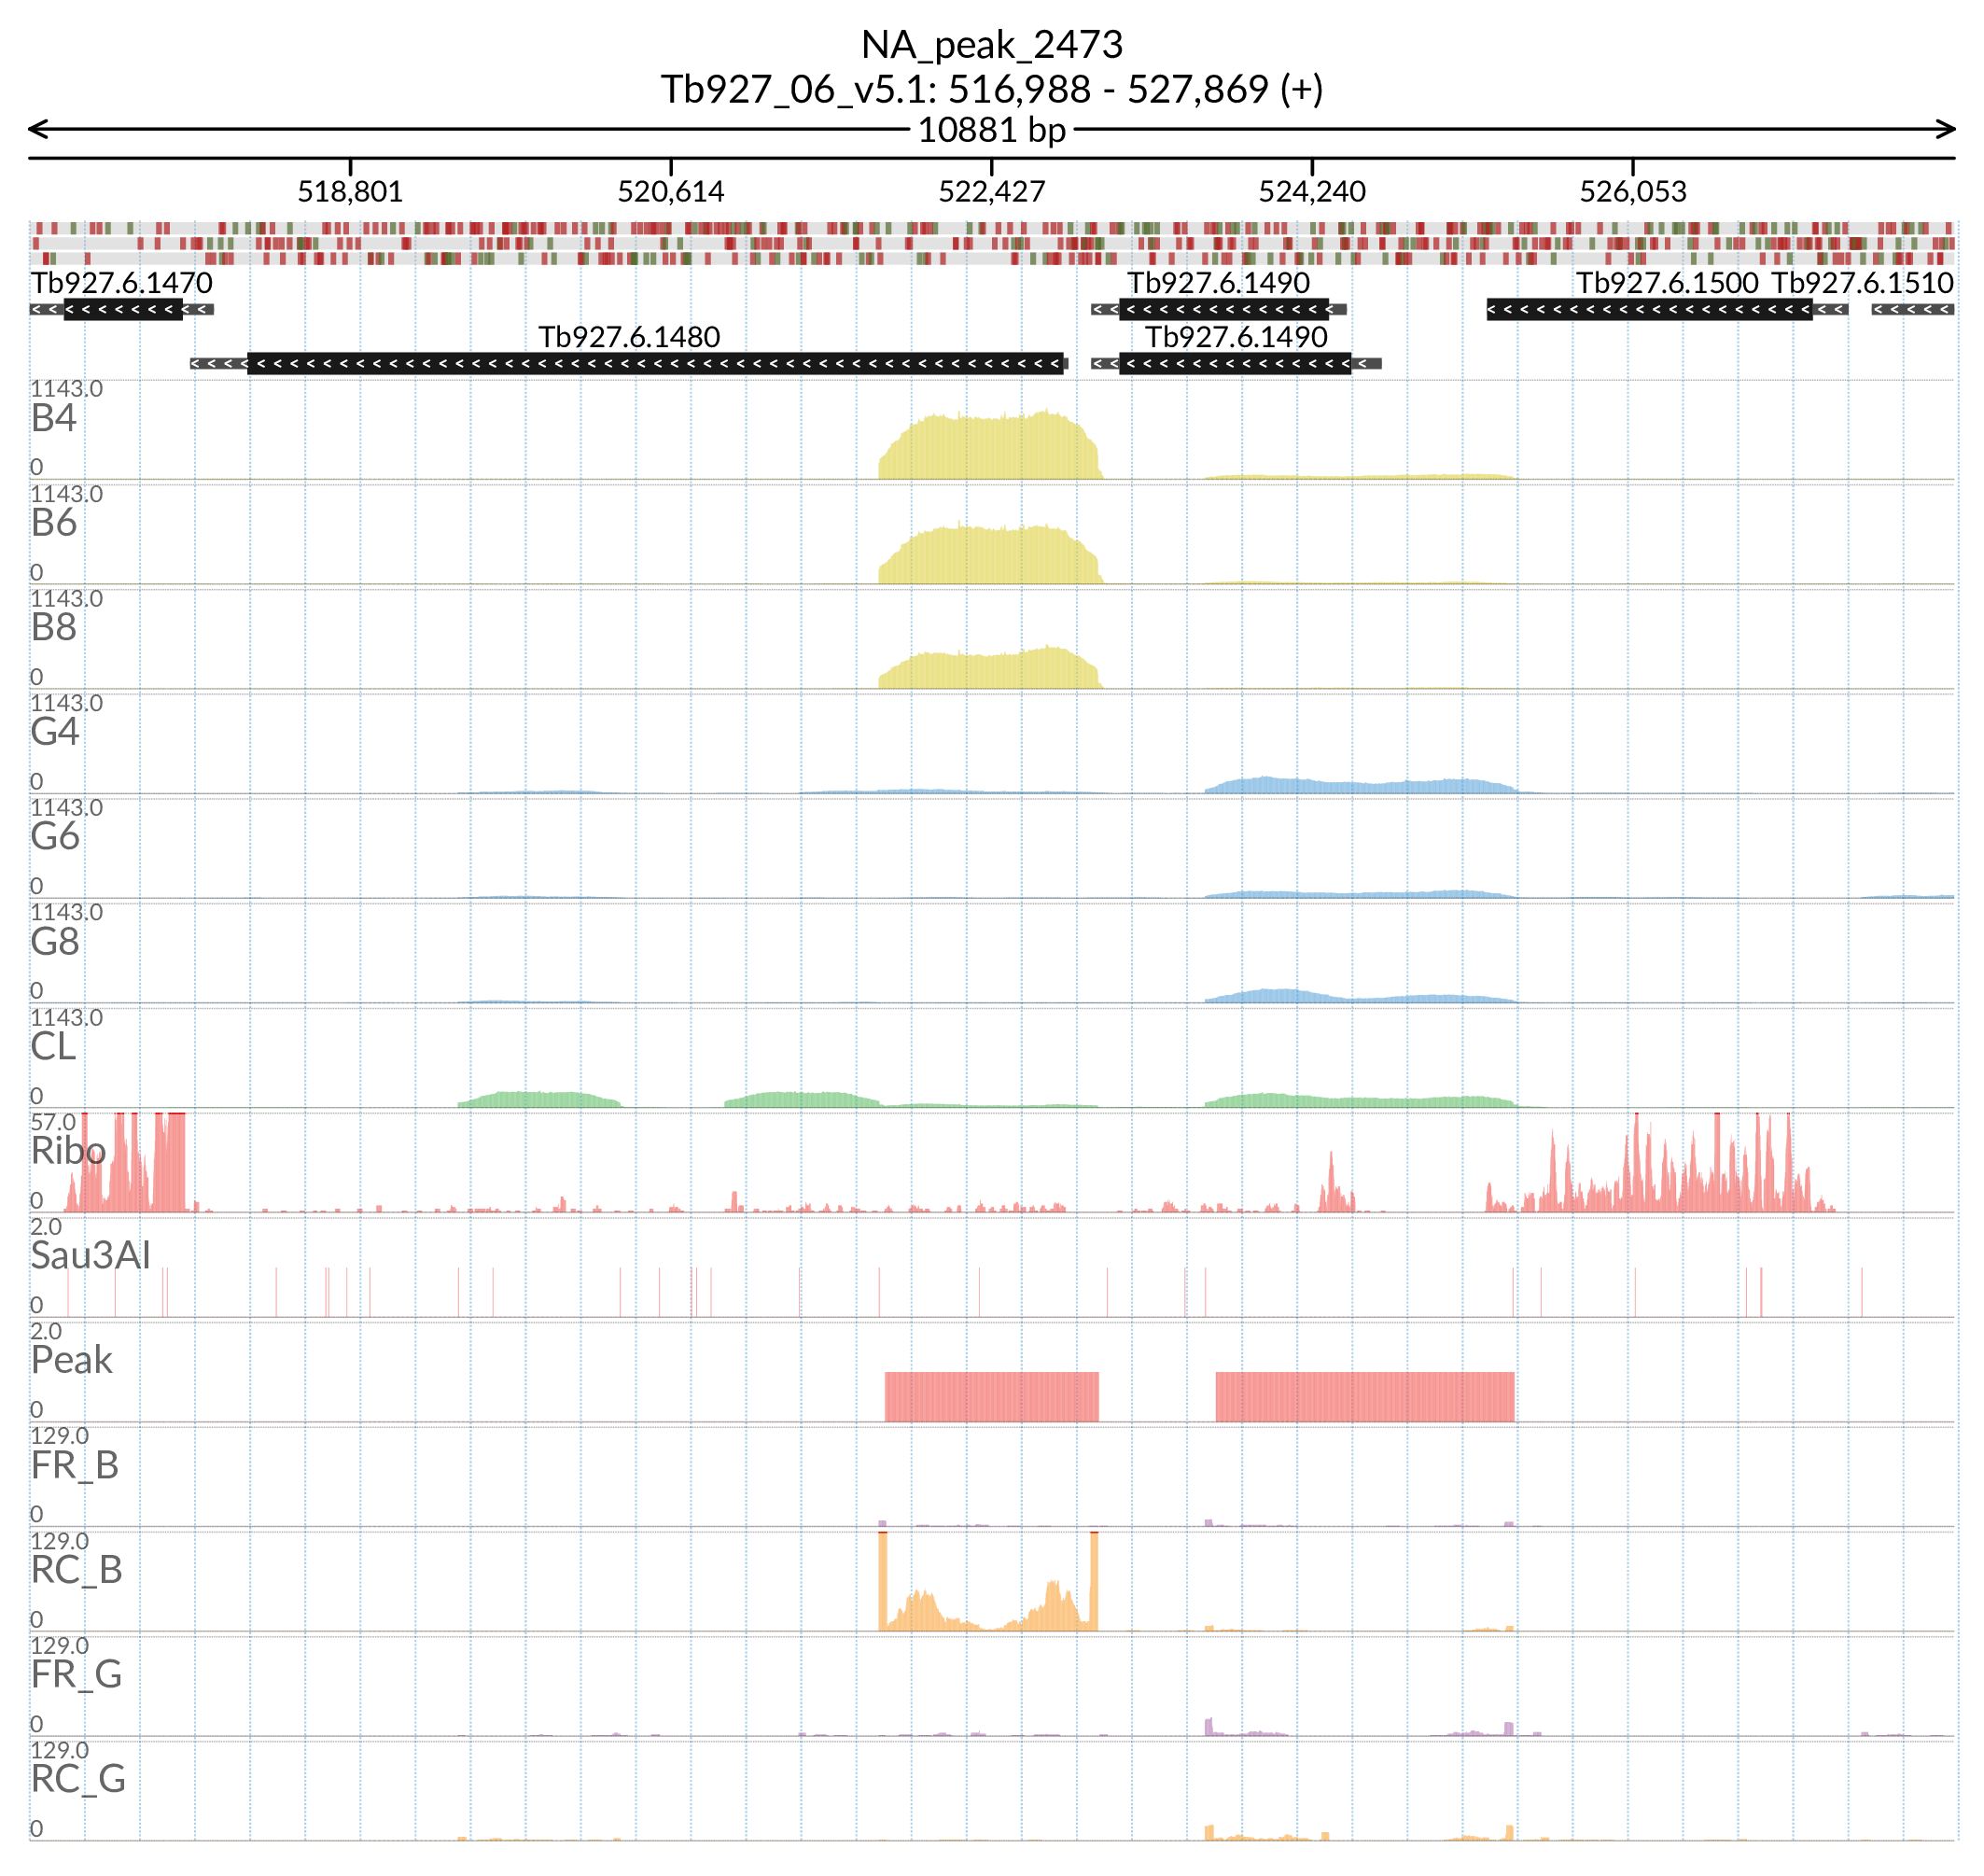 NA_peak_2473
Tb927_06_v5.1: 516,988 - 527,869 (+)
10881 bp
518,801 520,614 522,427 524,240 526,053
Tb927.6.1470 Tb927.6.1490 Tb927.6.1500 Tb927.6.1510
Tb927.6.1480 Tb927.6.1490
1143.0
B4
0
1143.0
B6
0
1143.0
B8
0
1143.0
G4
0
1143.0
G6
0
1143.0
G8
0
1143.0
CL
0
57.0
Ribo
0
2.0
Sau3AI
0
2.0
Peak
0
129.0
FR_B
0
129.0
RC_B
0
129.0
FR_G
0
129.0
RC_G
0